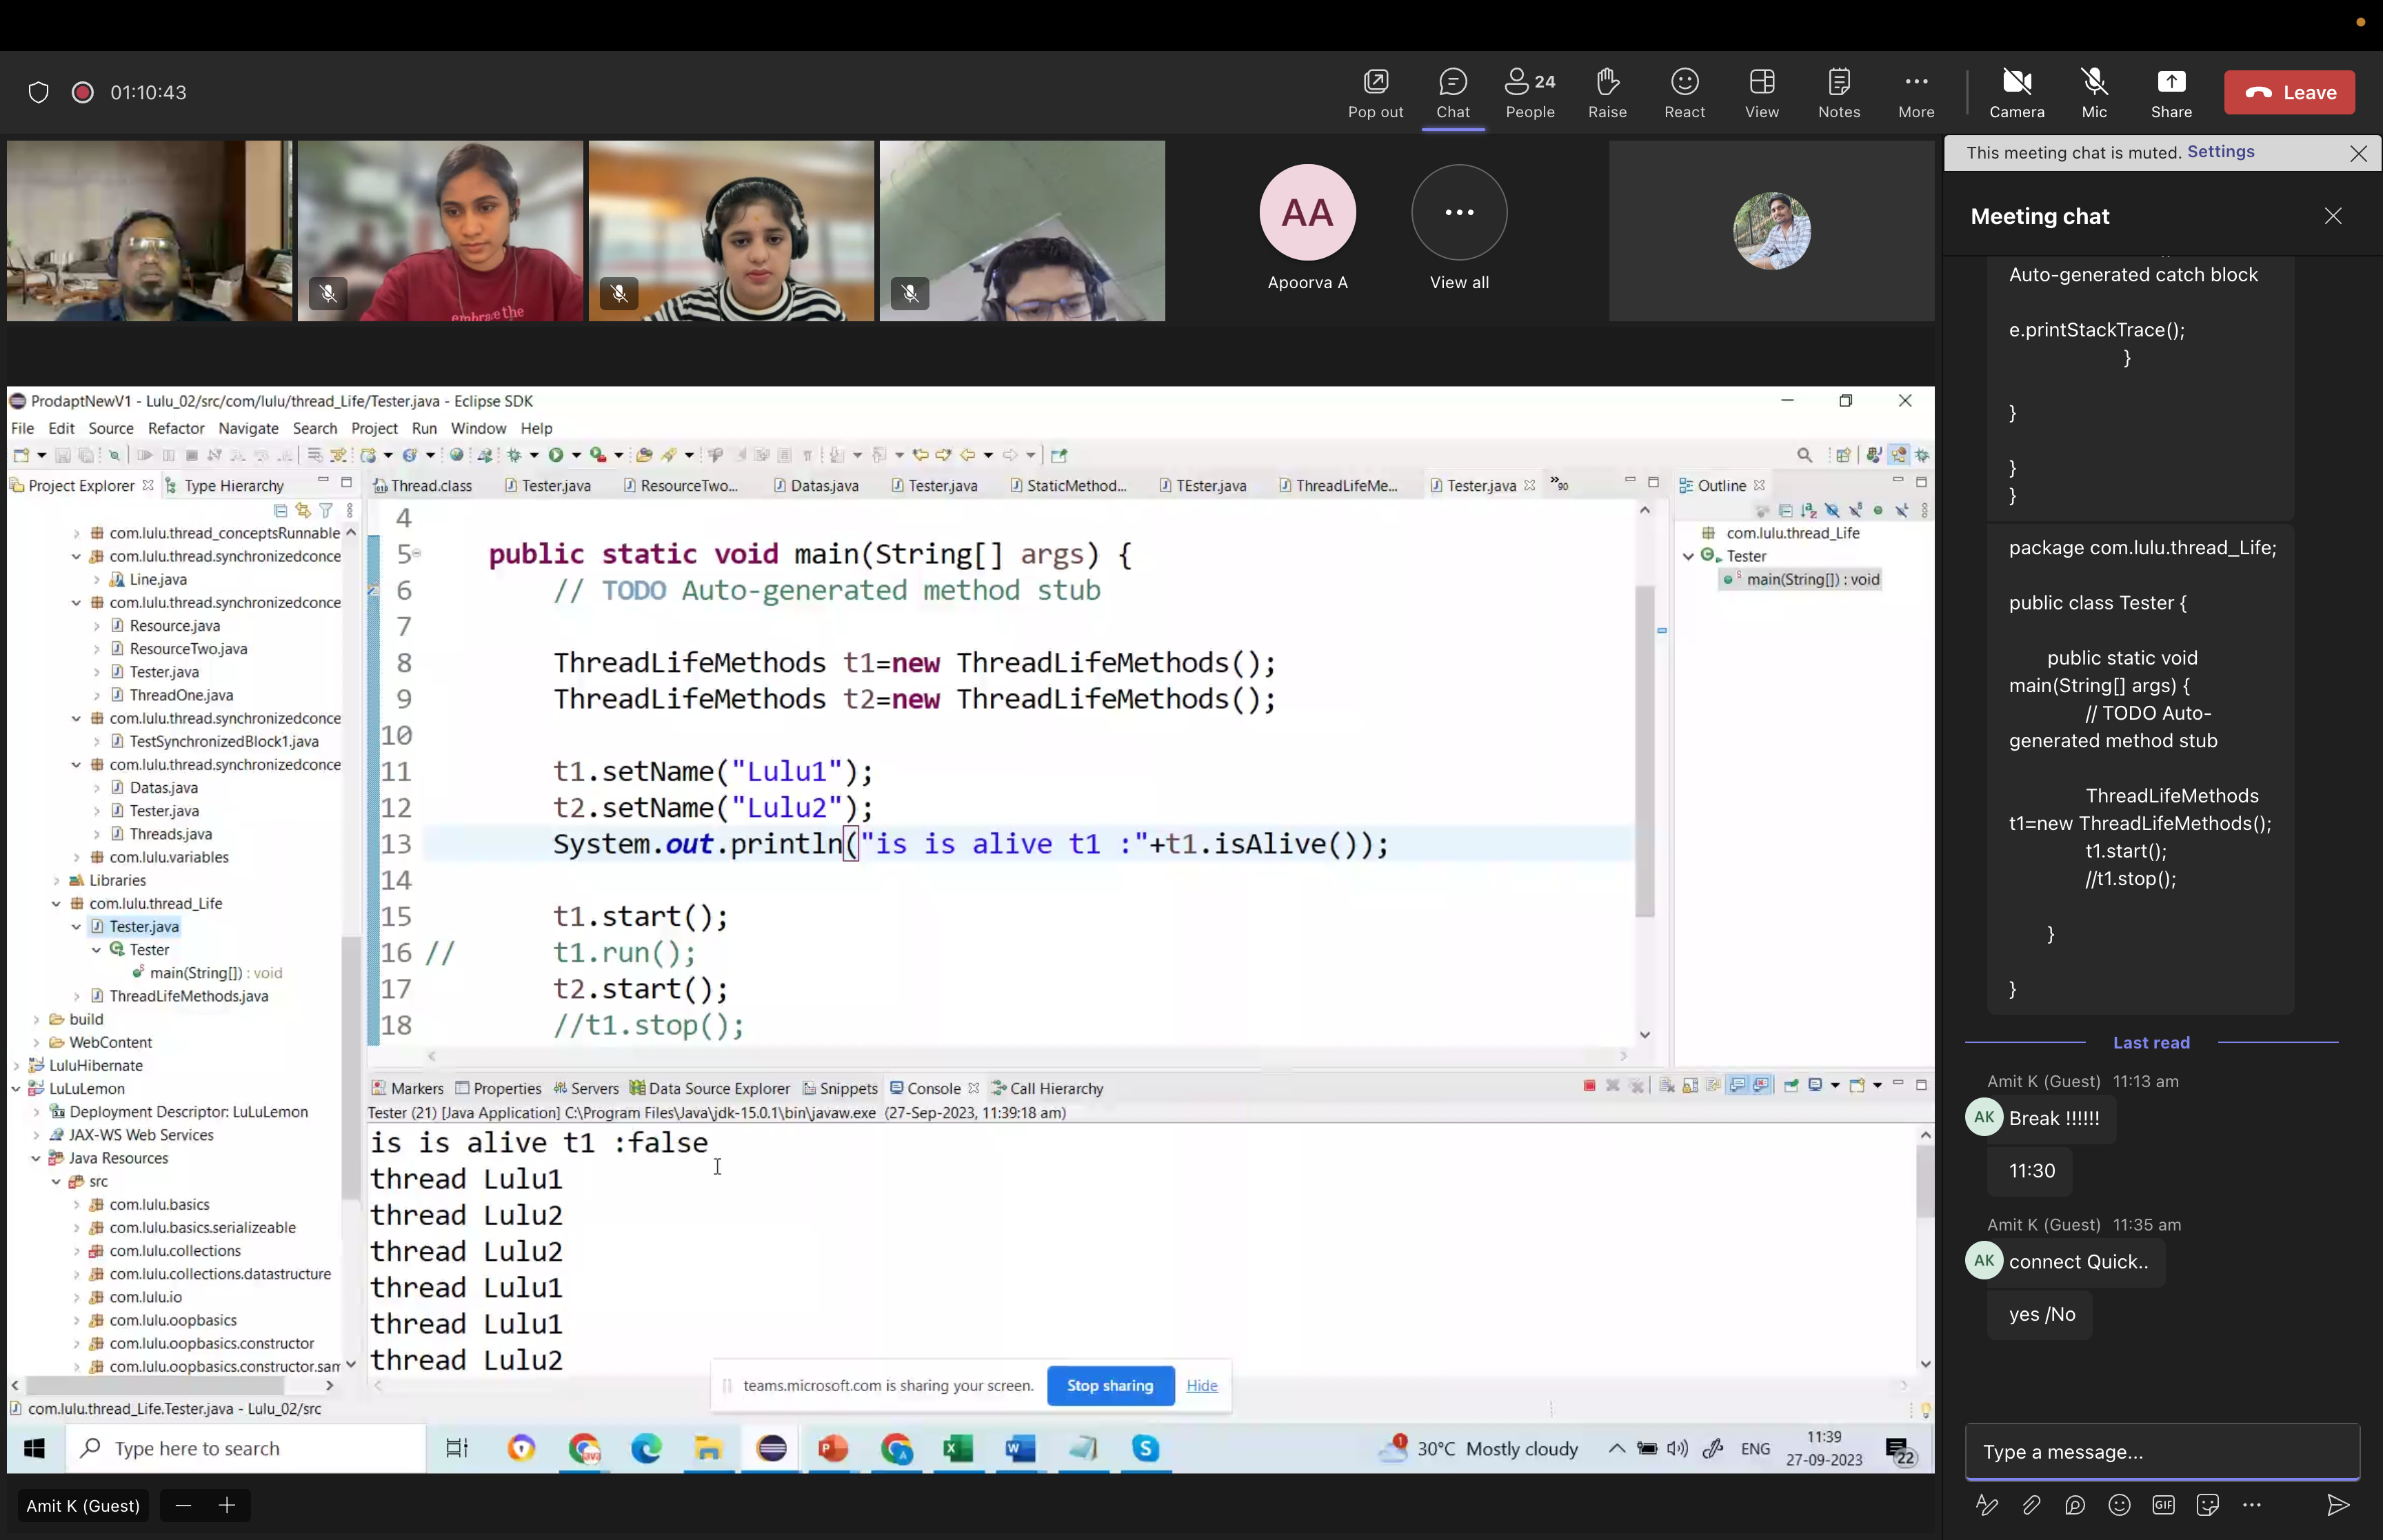 01:10:43
Pop out
Chat
24
People
Raise
React
View
Notes
More
Camera
Mic
Share
Leave
embrace the
AA
Apoorva A
View all
This meeting chat is muted. Settings
Meeting chat
Auto-generated catch block
e.printStackTrace();
}
}
}
}
package com.lulu.thread_Life;
public class Tester {
public static void
main(String[] args) {
// TODO Auto-
generated method stub
ThreadLifeMethods
t1=new ThreadLifeMethods();
t1.start();
//t1.stop();
}
}
Last read
Amit K (Guest) 11:13 am
AK
Break !!!!!!
11:30
Amit K (Guest) 11:35 am
AK
connect Quick..
yes /No
Type a message...
GIF
ProdaptNewV1 - Lulu_02/src/com/lulu/thread_Life/Tester.java - Eclipse SDK
File Edit Source Refactor Navigate Search Project Run Window Help
Project Explorer
Type Hierarchy
Thread.class
Tester.java
ResourceTwo...
Datas.java
Tester.java
StaticMethod...
TEster.java
ThreadLifeMe...
Tester.java
»90
Outline
com.lulu.thread_conceptsRunnable
com.lulu.thread.synchronizedconce
Line.java
com.lulu.thread.synchronizedconce
Resource.java
ResourceTwo.java
Tester.java
ThreadOne.java
com.lulu.thread.synchronizedconce
TestSynchronizedBlock1.java
com.lulu.thread.synchronizedconce
Datas.java
Tester.java
Threads.java
com.lulu.variables
Libraries
com.lulu.thread_Life
Tester.java
Tester
main(String[]) : void
ThreadLifeMethods.java
build
WebContent
LuluHibernate
LuLuLemon
Deployment Descriptor: LuLuLemon
JAX-WS Web Services
Java Resources
src
com.lulu.basics
com.lulu.basics.serializeable
com.lulu.collections
com.lulu.collections.datastructure
com.lulu.io
com.lulu.oopbasics
com.lulu.oopbasics.constructor
com.lulu.oopbasics.constructor.sam
4
5 public static void main(String[] args) {
6 // TODO Auto-generated method stub
7
8 ThreadLifeMethods t1=new ThreadLifeMethods();
9 ThreadLifeMethods t2=new ThreadLifeMethods();
10
11 t1.setName("Lulu1");
12 t2.setName("Lulu2");
13 System.out.println("is is alive t1 :"+t1.isAlive());
14
15 t1.start();
16 // t1.run();
17 t2.start();
18 //t1.stop();
com.lulu.thread_Life
Tester
main(String[]) : void
Markers Properties Servers Data Source Explorer Snippets Console Call Hierarchy
Tester (21) [Java Application] C:\Program Files\Java\jdk-15.0.1\bin\javaw.exe (27-Sep-2023, 11:39:18 am)
is is alive t1 :false
thread Lulu1
thread Lulu2
thread Lulu2
thread Lulu1
thread Lulu1
thread Lulu2
teams.microsoft.com is sharing your screen. Stop sharing Hide
com.lulu.thread_Life.Tester.java - Lulu_02/src
Type here to search
30°C Mostly cloudy
ENG
11:39
27-09-2023
22
Amit K (Guest)